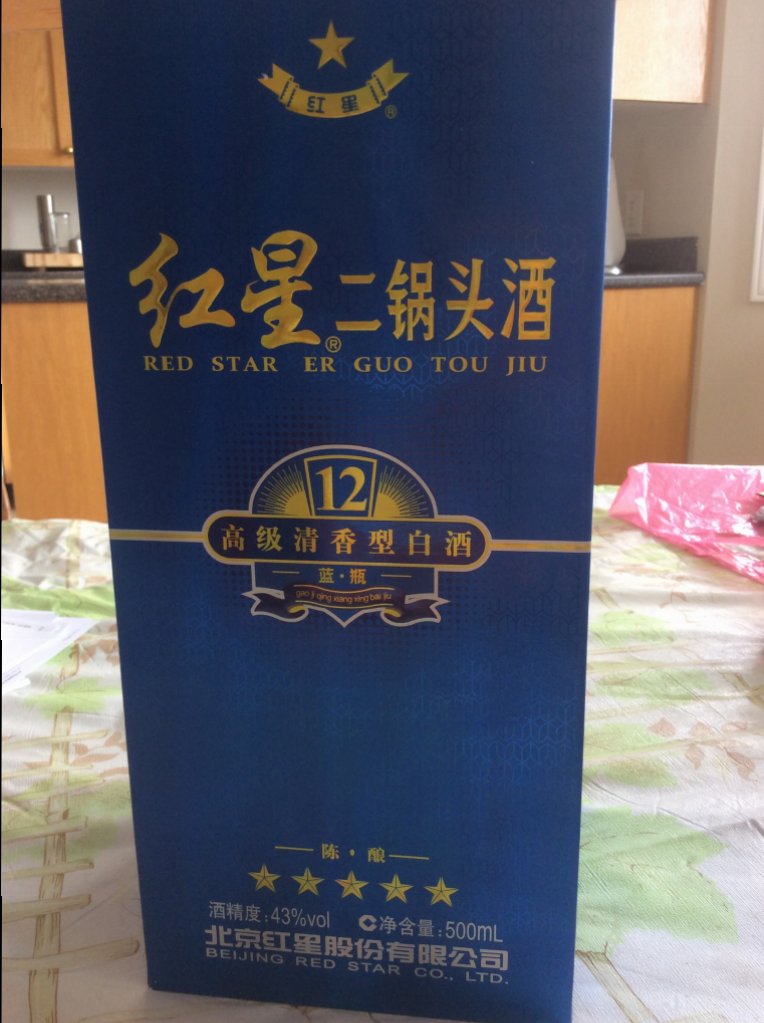 红星®
红星®二锅头酒
RED STAR ER GUO TOU JIU
12
高级清香型白酒
蓝·瓶
gao ji qing xiang xing bai jiu
陈·酿
酒精度:43%vol 净含量:500mL
北京红星股份有限公司
BEIJING RED STAR CO., LTD.